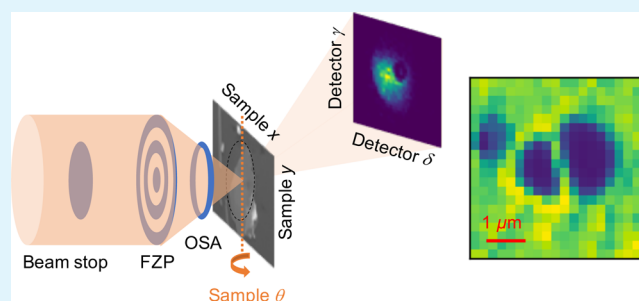 Detector γ
Detector δ
Sample x
Sample y
OSA
FZP
Beam stop
Sample θ
1 μm